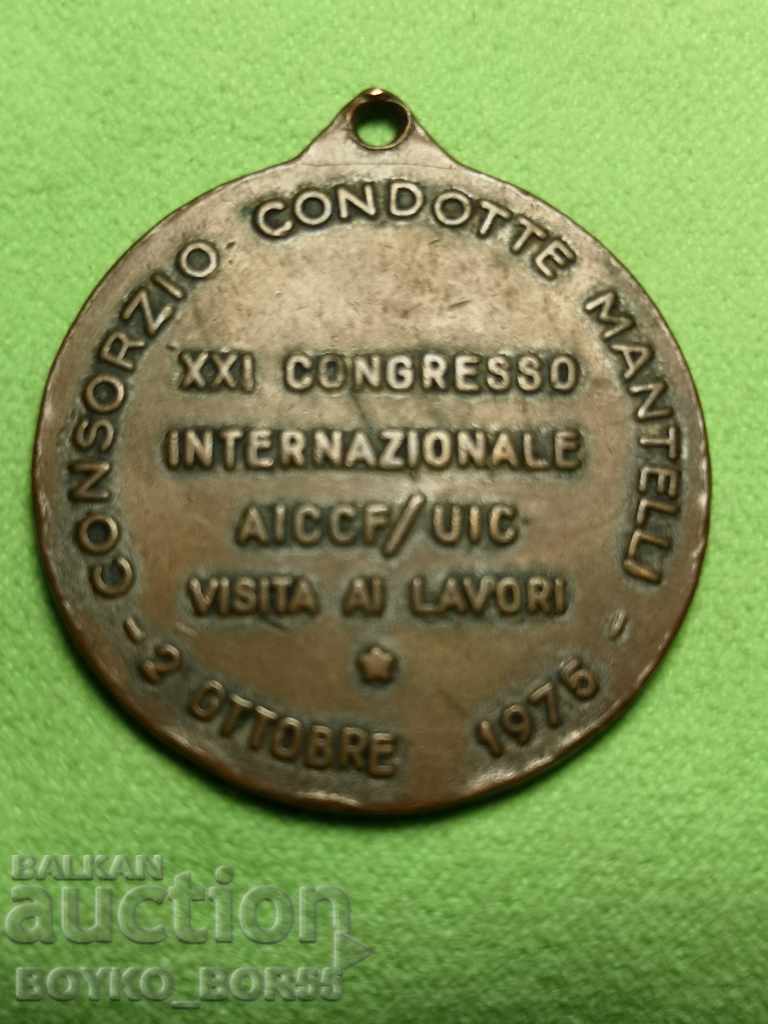 CONSORZIO CONDOTTE MANTELLI
XXI CONGRESSO
INTERNAZIONALE
AICCF/UIC
VISITA AI LAVORI
- 2 OTTOBRE 1975 -
BALKAN
auction
BOYKO_BOR55